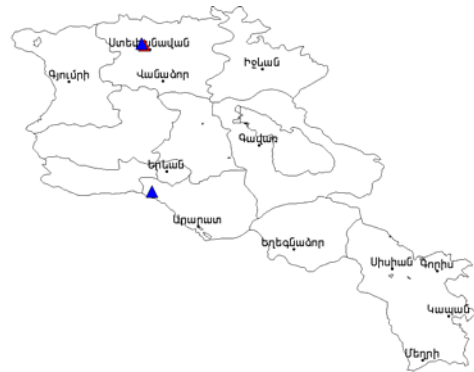 Ստեփանավան
Գյումրի
Վանաձոր
Իջևան
Գավառ
Երևան
Արարատ
Եղեգնաձոր
Սիսիան
Գորիս
Կապան
Մեղրի